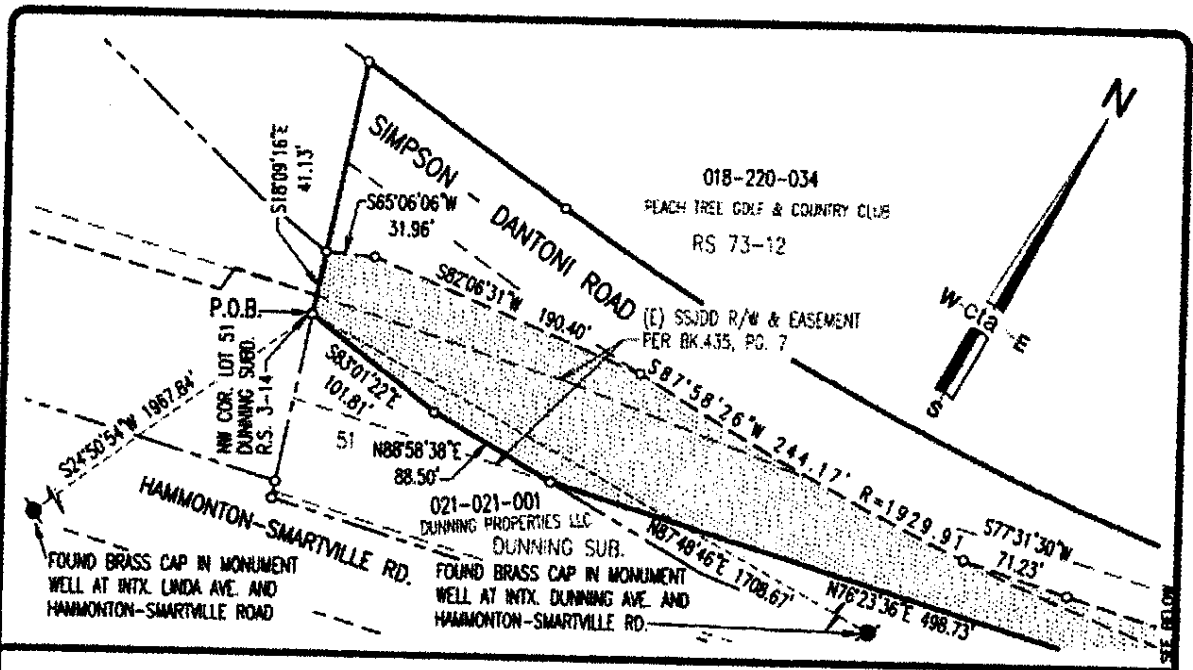 N
018-220-034
PEACH TREE GOLF & COUNTRY CLUB
RS 73-12
SIMPSON - DANTONI ROAD
S18°09'16"E
41.13'
S65°06'06"W
31.96'
S82°06'31"W 190.40'
W-cta-E
S
P.O.B.
(E) SSJDD R/W & EASEMENT
PER BK.435, PG. 7
NW COR. LOT 51
DUNNING SUBD.
R.S. 3-14
S83°01'22"E
101.81'
S87°58'26"W 244.17' R=1929.91
S24°50'54"W 1967.84'
51
N88°58'38"E
88.50'
S77°31'30"W
71.23'
HAMMONTON-SMARTVILLE RD.
021-021-001
DUNNING PROPERTIES LLC
DUNNING SUB.
N87°48'46"E 1708.67'
N76°23'36"E 498.73'
FOUND BRASS CAP IN MONUMENT
WELL AT INTX. LINDA AVE. AND
HAMMONTON-SMARTVILLE ROAD
FOUND BRASS CAP IN MONUMENT
WELL AT INTX. DUNNING AVE. AND
HAMMONTON-SMARTVILLE RD.
SEE BELOW